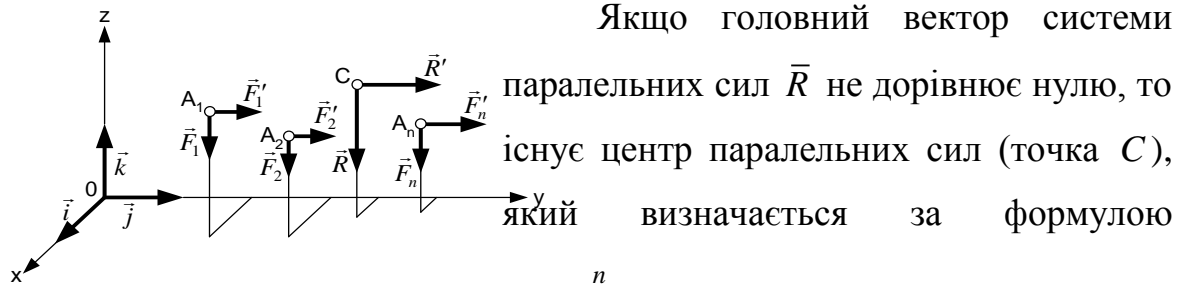 z
Якщо головний вектор системи
паралельних сил R̅ не дорівнює нулю, то
існує центр паралельних сил (точка C),
який визначається за формулою
n
C R⃗′
A₁ F⃗₁′ A₂ F⃗₂′ Aₙ F⃗ₙ′
F⃗₁ F⃗₂ R⃗ F⃗ₙ
k⃗
0 y
i⃗ j⃗
x